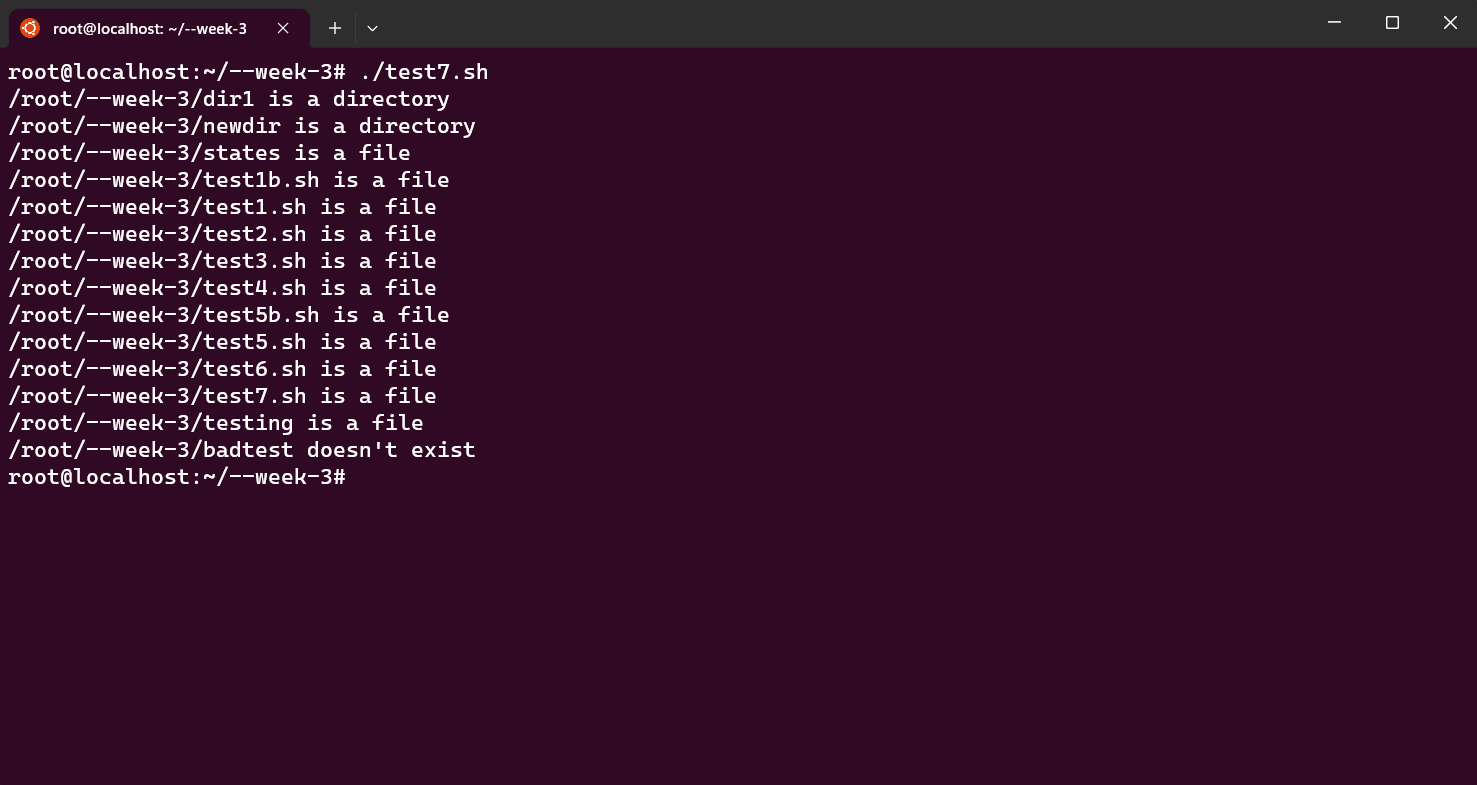 root@localhost: ~/--week-3
root@localhost:~/--week-3# ./test7.sh
/root/--week-3/dir1 is a directory
/root/--week-3/newdir is a directory
/root/--week-3/states is a file
/root/--week-3/test1b.sh is a file
/root/--week-3/test1.sh is a file
/root/--week-3/test2.sh is a file
/root/--week-3/test3.sh is a file
/root/--week-3/test4.sh is a file
/root/--week-3/test5b.sh is a file
/root/--week-3/test5.sh is a file
/root/--week-3/test6.sh is a file
/root/--week-3/test7.sh is a file
/root/--week-3/testing is a file
/root/--week-3/badtest doesn't exist
root@localhost:~/--week-3#